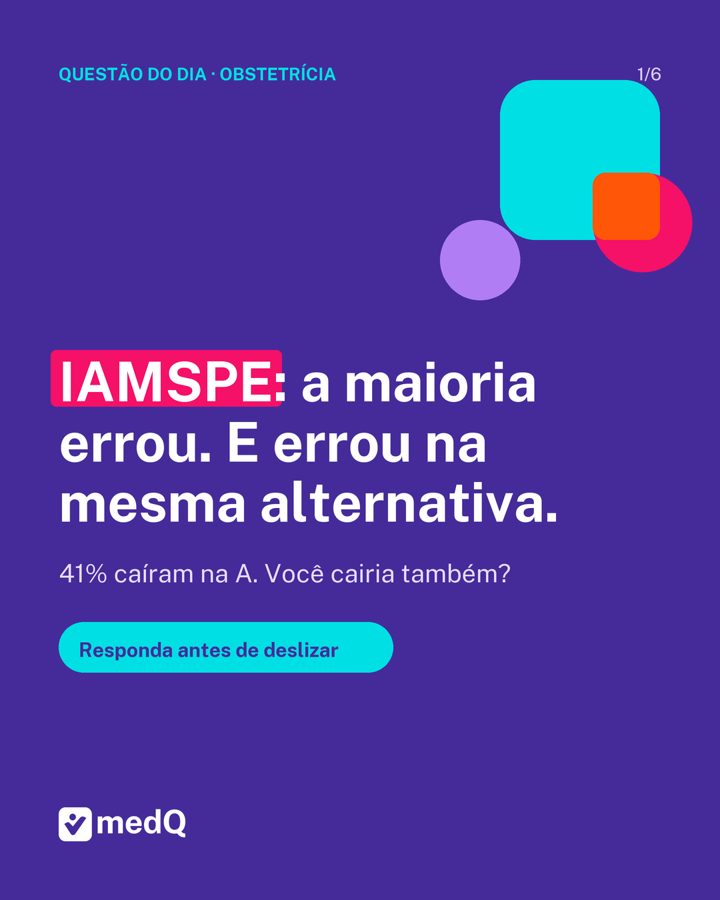 QUESTÃO DO DIA · OBSTETRÍCIA
1/6
IAMSPE: a maioria
errou. E errou na
mesma alternativa.
41% caíram na A. Você cairia também?
Responda antes de deslizar
medQ